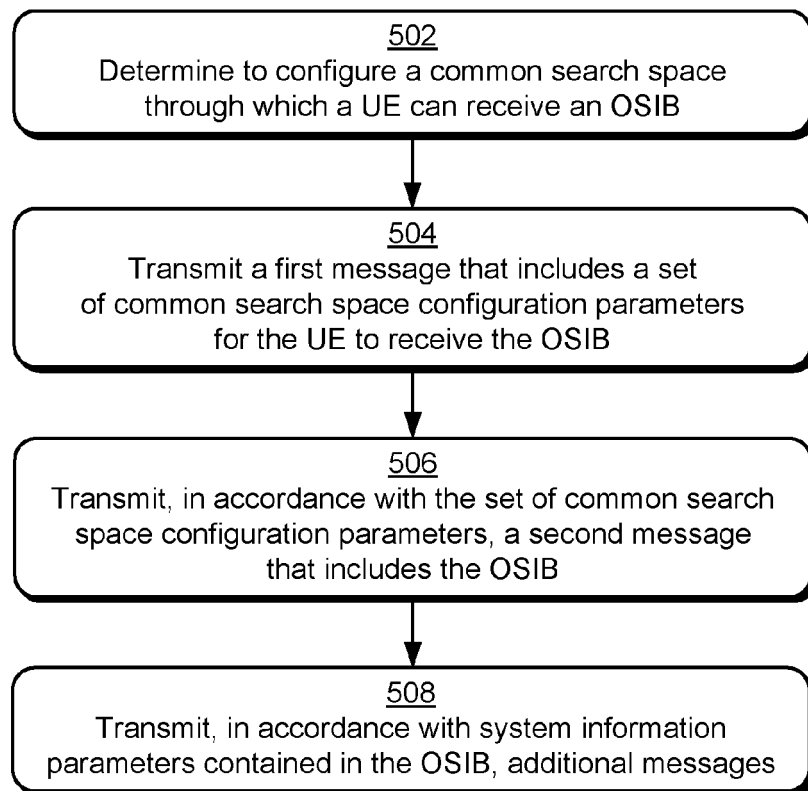 502
Determine to configure a common search space
through which a UE can receive an OSIB
504
Transmit a first message that includes a set
of common search space configuration parameters
for the UE to receive the OSIB
506
Transmit, in accordance with the set of common search
space configuration parameters, a second message
that includes the OSIB
508
Transmit, in accordance with system information
parameters contained in the OSIB, additional messages